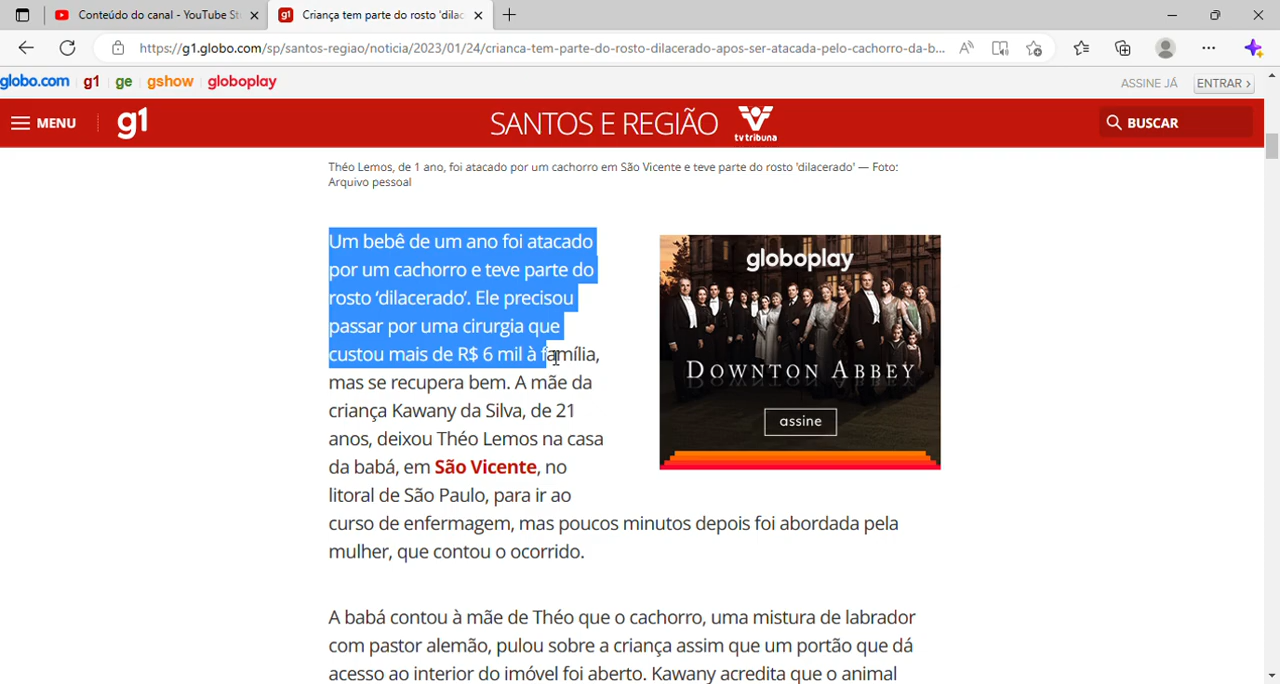 Conteúdo do canal - YouTube St
Criança tem parte do rosto 'dilac
https://g1.globo.com/sp/santos-regiao/noticia/2023/01/24/crianca-tem-parte-do-rosto-dilacerado-apos-ser-atacada-pelo-cachorro-da-b...
globo.com g1 ge gshow globoplay
ASSINE JÁ ENTRAR ›
MENU g1 SANTOS E REGIÃO tv tribuna BUSCAR
Théo Lemos, de 1 ano, foi atacado por um cachorro em São Vicente e teve parte do rosto 'dilacerado' — Foto:
Arquivo pessoal
Um bebê de um ano foi atacado
por um cachorro e teve parte do
rosto ‘dilacerado’. Ele precisou
passar por uma cirurgia que
custou mais de R$ 6 mil à família,
mas se recupera bem. A mãe da
criança Kawany da Silva, de 21
anos, deixou Théo Lemos na casa
da babá, em São Vicente, no
litoral de São Paulo, para ir ao
curso de enfermagem, mas poucos minutos depois foi abordada pela
mulher, que contou o ocorrido.
globoplay
DOWNTON ABBEY
assine
A babá contou à mãe de Théo que o cachorro, uma mistura de labrador
com pastor alemão, pulou sobre a criança assim que um portão que dá
acesso ao interior do imóvel foi aberto. Kawany acredita que o animal